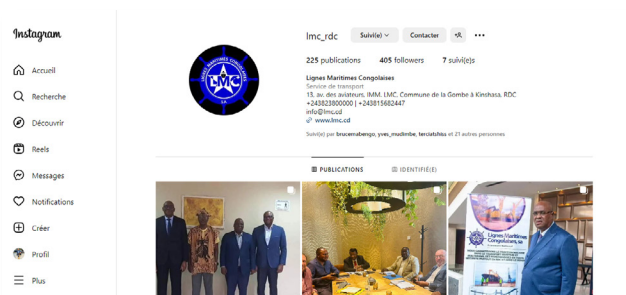 Instagram
Accueil
Recherche
Découvrir
Reels
Messages
Notifications
Créer
Profil
Plus
LMC
S.A
lmc_rdc
Suivi(e)
Contacter
225 publications
405 followers
7 suivi(e)s
Lignes Maritimes Congolaises
Service de transport
13, av. des aviateurs, IMM. LMC, Commune de la Gombe à Kinshasa, RDC
+243823800000 | +243815682447
info@lmc.cd
www.lmc.cd
Suivi(e) par brucemabengo, yves_mudimbe,
et 21 autres personnes
PUBLICATIONS
IDENTIFIÉ(E)
Lignes Maritimes
Congolaises